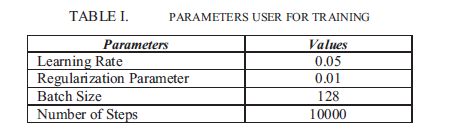 TABLE I. PARAMETERS USER FOR TRAINING
Parameters Values
Learning Rate 0.05
Regularization Parameter 0.01
Batch Size 128
Number of Steps 10000